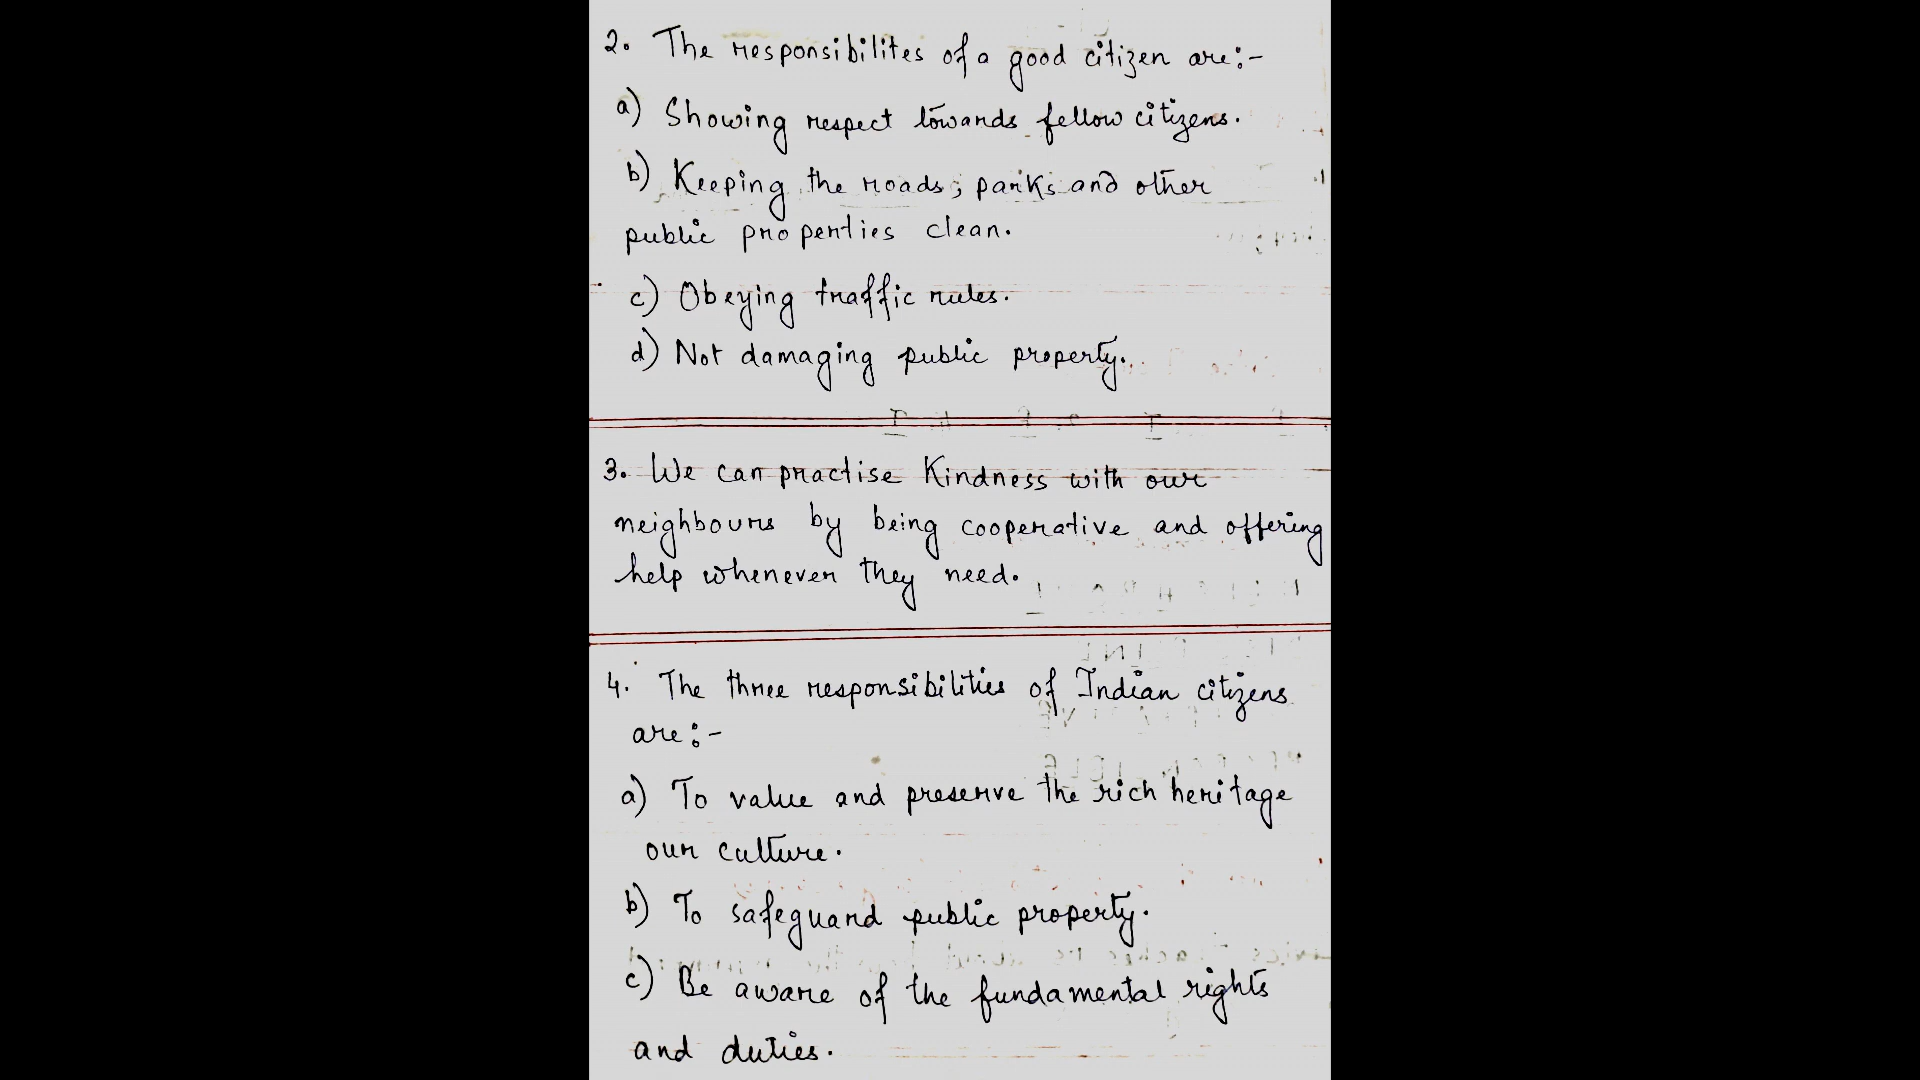 2. The responsibilites of a good citizen are:-
a) Showing respect towards fellow citizens.
b) Keeping the roads, parks and other
public properties clean.
c) Obeying traffic rules.
d) Not damaging public property.
3. We can practise Kindness with our
neighbours by being cooperative and offering
help whenever they need.
4. The three responsibilities of Indian citizens
are:-
a) To value and preserve the rich heritage
our culture.
b) To safeguard public property.
c) Be aware of the fundamental rights
and duties.